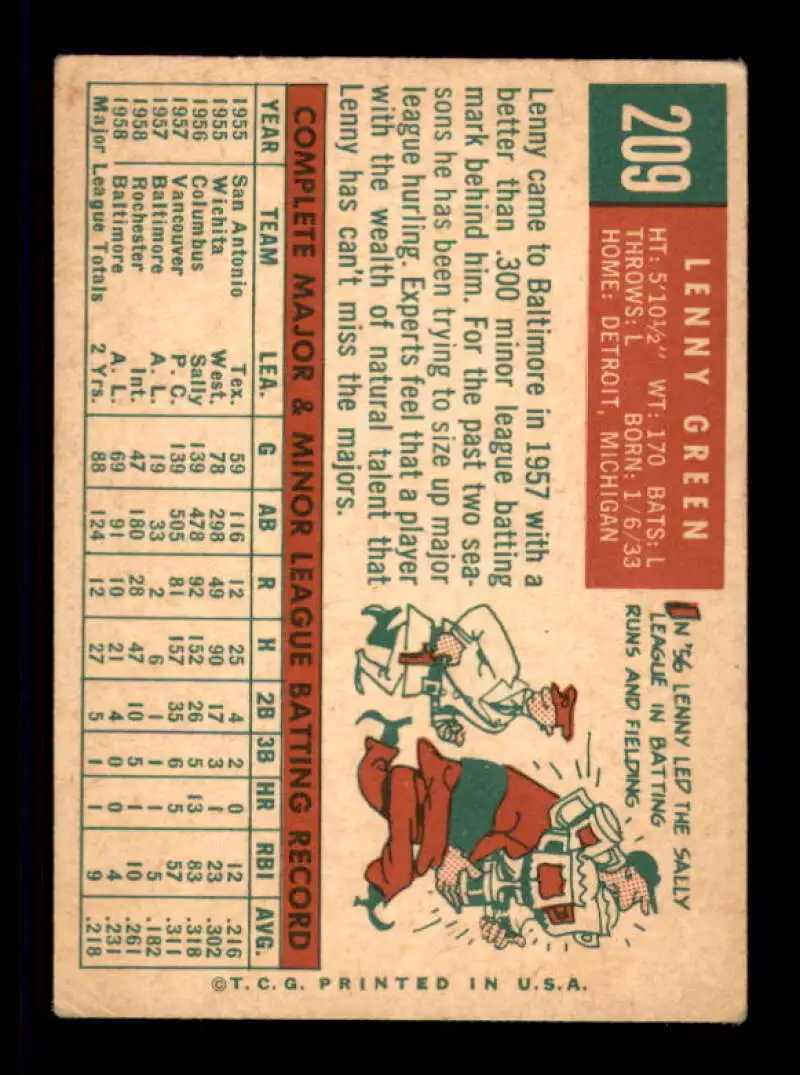 209
LENNY GREEN
HT: 5'10½" WT: 170 BATS: L
THROWS: L BORN: 1/6/33
HOME: DETROIT, MICHIGAN
Lenny came to Baltimore in 1957 with a
better than .300 minor league batting
mark behind him. For the past two sea-
sons he has been trying to size up major
league hurling. Experts feel that a player
with the wealth of natural talent that
Lenny has can't miss the majors.
IN '56 LENNY LED THE SALLY
LEAGUE IN BATTING
RUNS AND FIELDING
COMPLETE MAJOR & MINOR LEAGUE BATTING RECORD
YEAR TEAM LEA. G AB R H 2B 3B HR RBI AVG.
1955 San Antonio Tex. 59 116 12 25 4 2 0 12 .216
1955 Wichita West. 78 298 49 90 17 3 1 23 .302
1956 Columbus Sally 139 478 92 152 26 5 13 83 .318
1957 Vancouver P. C. 139 505 81 157 35 6 5 57 .311
1957 Baltimore A. L. 19 33 2 6 1 1 1 5 .182
1958 Rochester Int. 47 180 28 47 10 5 1 10 .261
1958 Baltimore A. L. 69 91 10 21 4 0 0 4 .231
Major League Totals 2 Yrs. 88 124 12 27 5 1 1 9 .218
©T.C.G. PRINTED IN U.S.A.